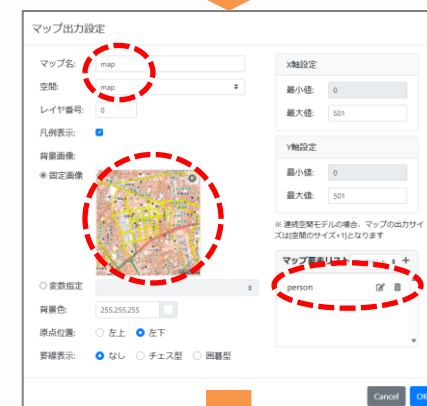 マップ出力設定
マップ名: map
空間: map
レイヤ番号: 0
凡例表示:
背景画像:
固定画像
変数指定
背景色: 255,255,255
原点位置: 左上 左下
罫線表示: なし チェス型 囲碁型
X軸設定
最小値: 0
最大値: 501
Y軸設定
最小値: 0
最大値: 501
※ 連続空間モデルの場合、マップの出力サイ
ズは[空間のサイズ+1]となります
マップ要素リスト
person
Cancel OK